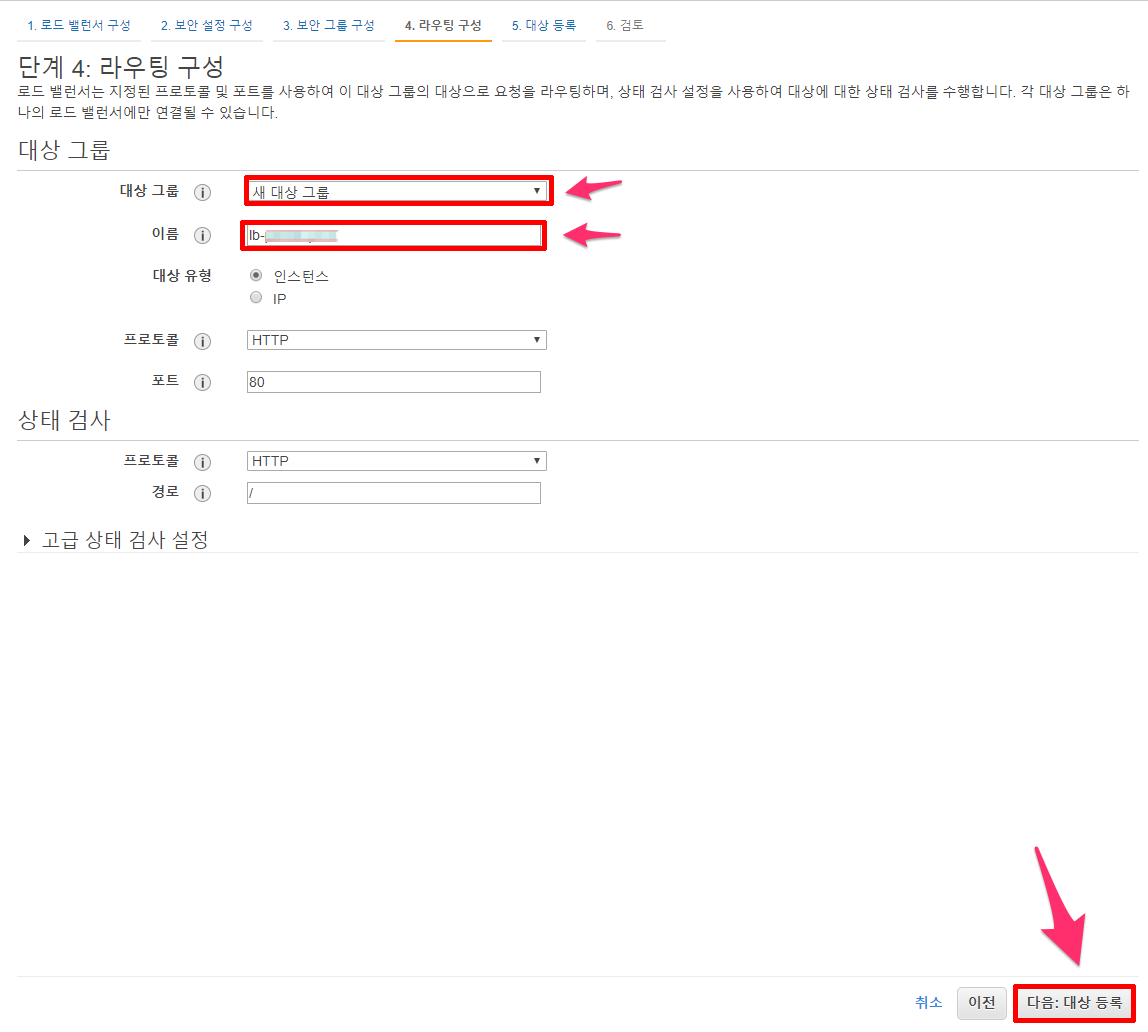 1. 로드 밸런서 구성 2. 보안 설정 구성 3. 보안 그룹 구성 4. 라우팅 구성 5. 대상 등록 6. 검토
단계 4: 라우팅 구성
로드 밸런서는 지정된 프로토콜 및 포트를 사용하여 이 대상 그룹의 대상으로 요청을 라우팅하며, 상태 검사 설정을 사용하여 대상에 대한 상태 검사를 수행합니다. 각 대상 그룹은 하
나의 로드 밸런서에만 연결될 수 있습니다.
대상 그룹
대상 그룹 i 새 대상 그룹
이름 i lb-
대상 유형 인스턴스
IP
프로토콜 i HTTP
포트 i 80
상태 검사
프로토콜 i HTTP
경로 i /
고급 상태 검사 설정
취소 이전 다음: 대상 등록